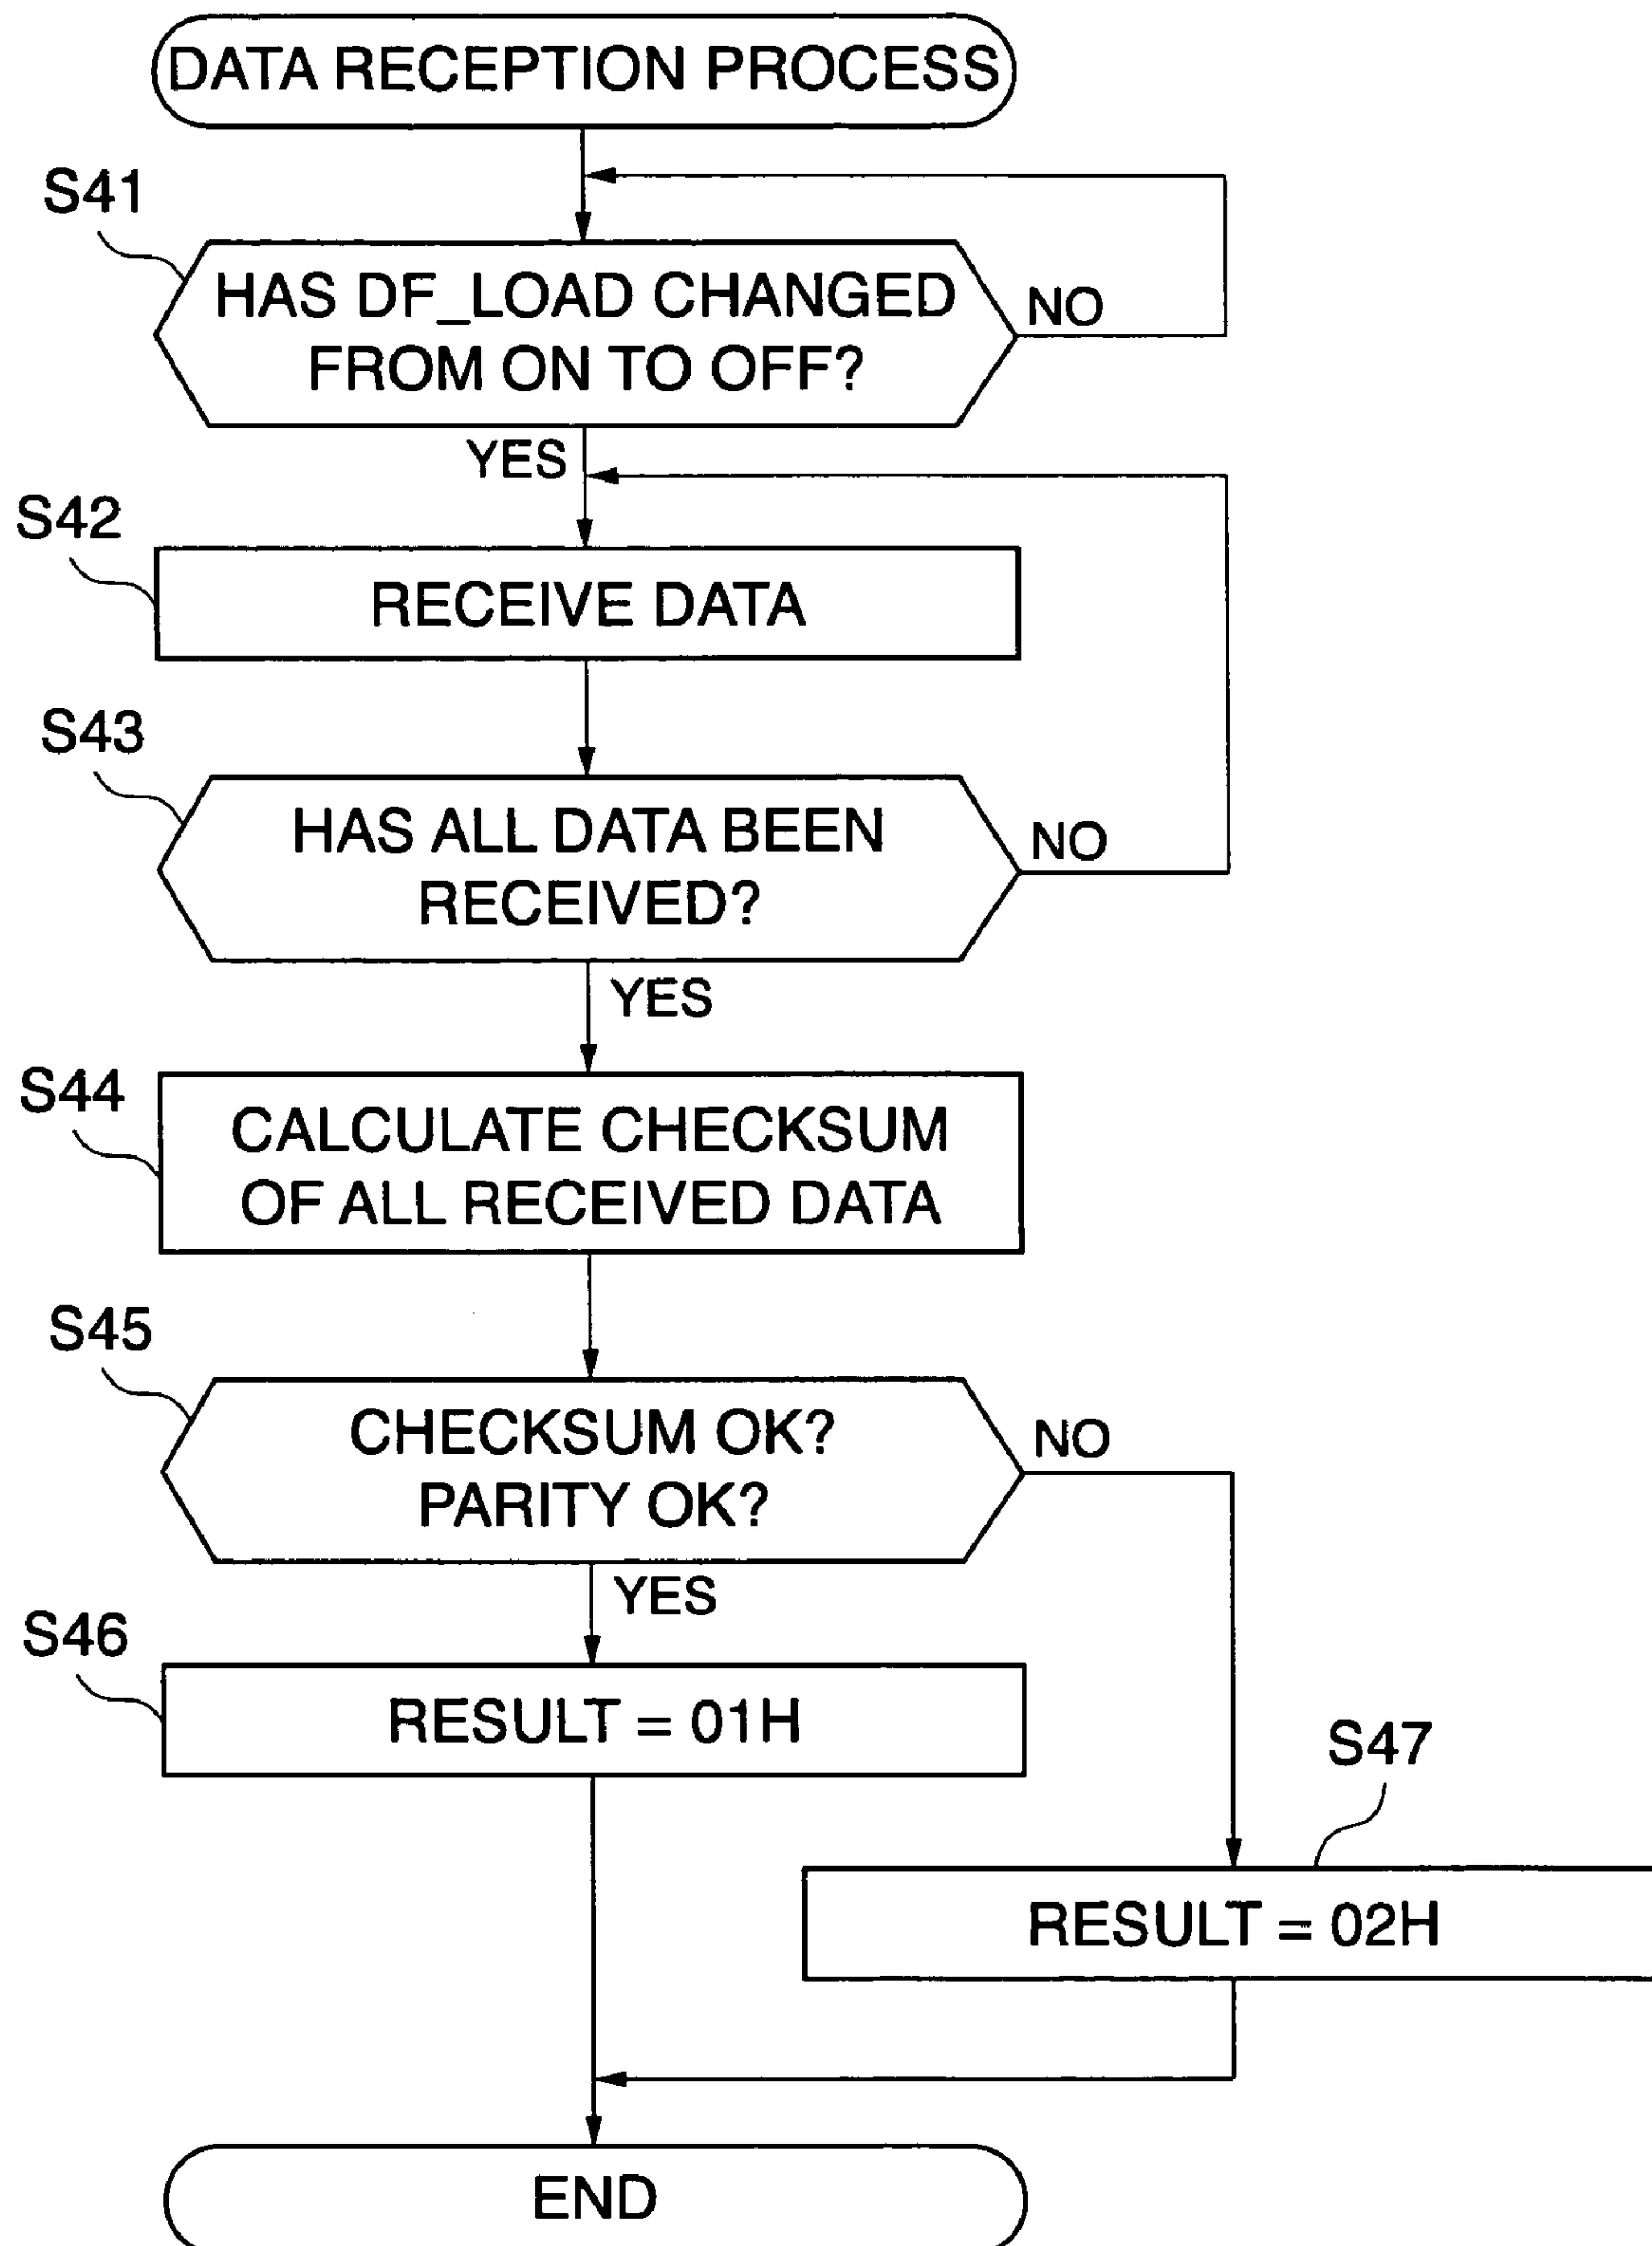 DATA RECEPTION PROCESS
S41
HAS DF_LOAD CHANGED
FROM ON TO OFF?
NO
YES
S42
RECEIVE DATA
S43
HAS ALL DATA BEEN
RECEIVED?
NO
YES
S44
CALCULATE CHECKSUM
OF ALL RECEIVED DATA
S45
CHECKSUM OK?
PARITY OK?
NO
YES
S46
RESULT = 01H
S47
RESULT = 02H
END